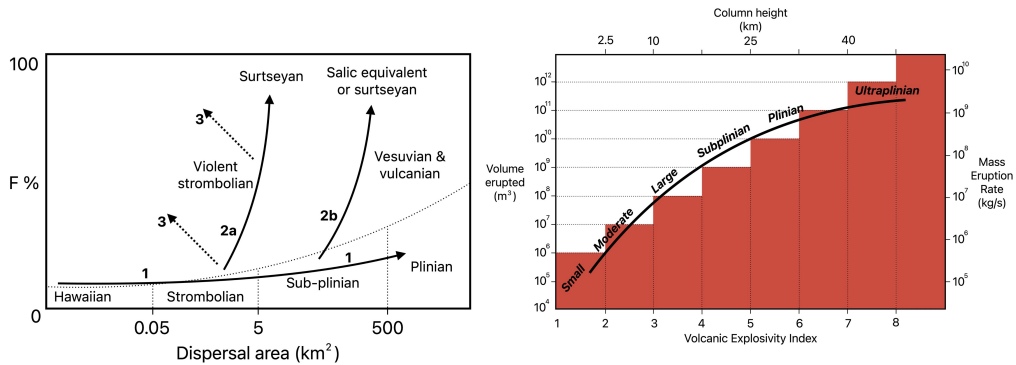 100
F %
0
Surtseyan
Salic equivalent
or surtseyan
3
Violent
strombolian
Vesuvian &
vulcanian
3
2a
2b
1
1
Plinian
Hawaiian
Strombolian
Sub-plinian
0.05
5
500
Dispersal area (km²)
Column height
(km)
2.5
10
25
40
Volume
erupted
(m³)
10¹²
10¹¹
10¹⁰
10⁹
10⁸
10⁷
10⁶
10⁵
10⁴
Small
Moderate
Large
Subplinian
Plinian
Ultraplinian
10¹⁰
10⁹
10⁸
10⁷
10⁶
10⁵
Mass
Eruption
Rate
(kg/s)
1
2
3
4
5
6
7
8
Volcanic Explosivity Index